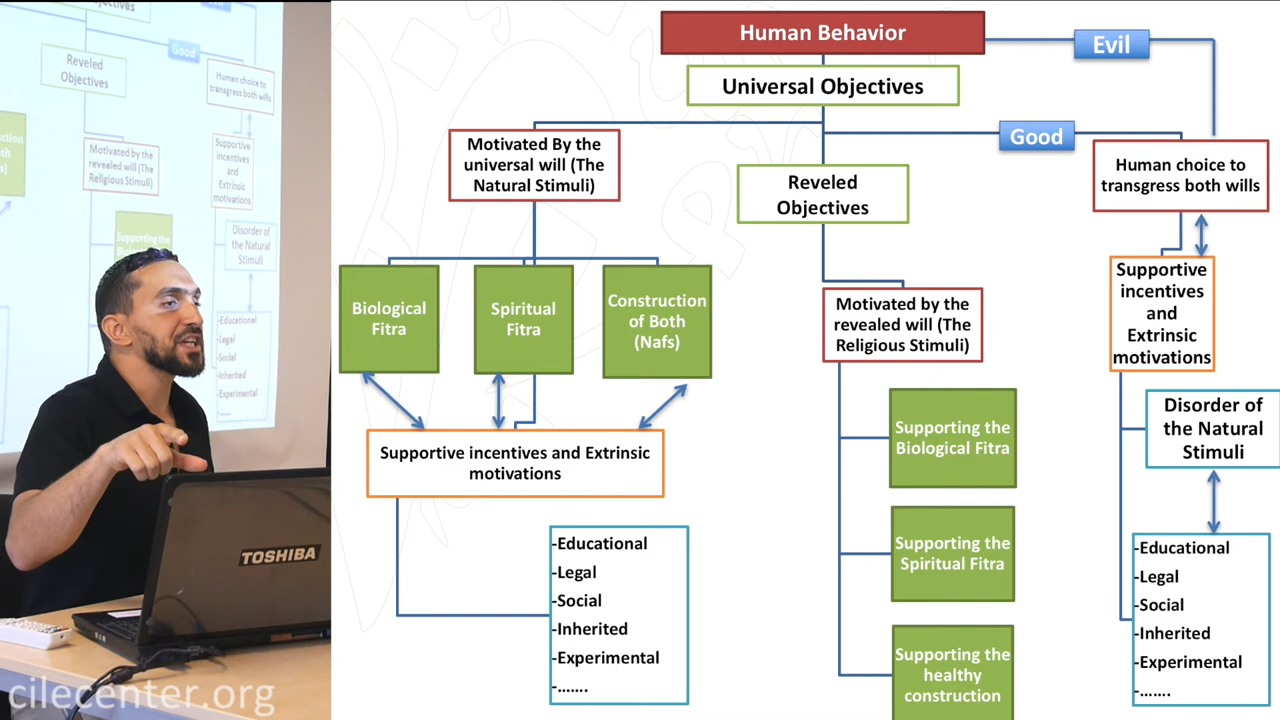 jectives
Good
Reveled
Objectives
Human choice to
transgress both wills
ction
th
s)
Motivated by the
revealed will (The
Religious Stimuli)
Supportive
incentives
and
Extrinsic
motivations
Supporting the
Disorder of
the Natural
Stimuli
-Educational
-Legal
-Social
-Inherited
-Experimental
TOSHIBA
cilecenter.org
Human Behavior
Evil
Universal Objectives
Good
Motivated By the
universal will (The
Natural Stimuli)
Reveled
Objectives
Human choice to
transgress both wills
Biological
Fitra
Spiritual
Fitra
Construction
of Both
(Nafs)
Supportive
incentives
and
Extrinsic
motivations
Motivated by the
revealed will (The
Religious Stimuli)
Supporting the
Biological Fitra
Disorder of
the Natural
Stimuli
Supportive incentives and Extrinsic
motivations
Supporting the
Spiritual Fitra
-Educational
-Legal
-Social
-Inherited
-Experimental
-.......
Supporting the
healthy
construction
-Educational
-Legal
-Social
-Inherited
-Experimental
-.......